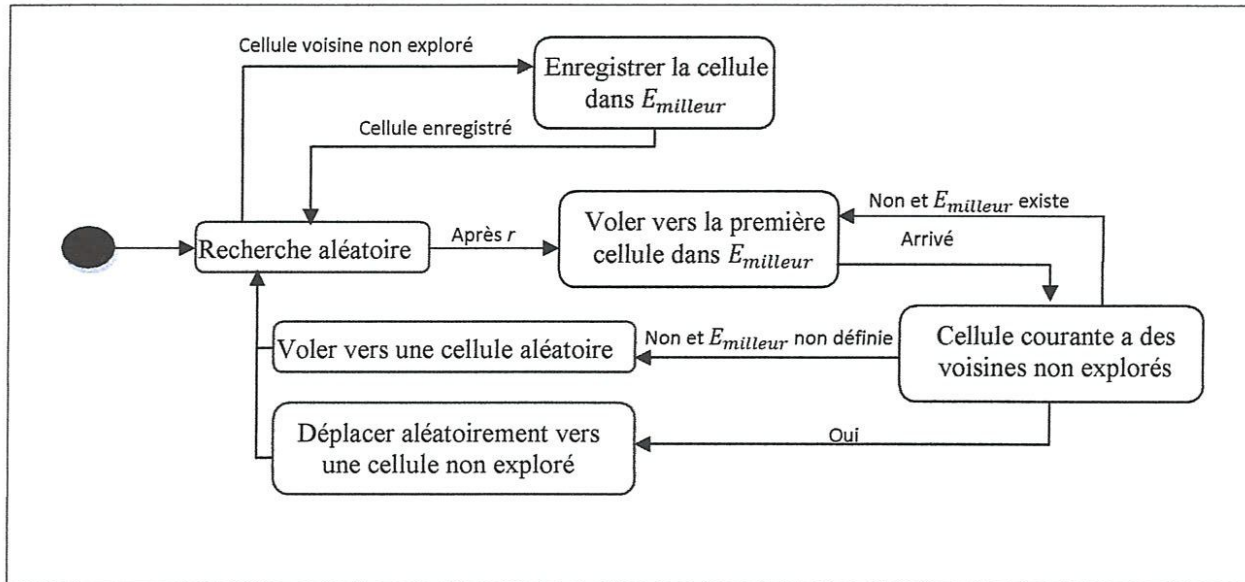 Cellule voisine non exploré
Enregistrer la cellule
dans E_milleur
Cellule enregistré
Recherche aléatoire
Après r
Voler vers la première
cellule dans E_milleur
Non et E_milleur existe
Arrivé
Cellule courante a des
voisines non explorés
Non et E_milleur non définie
Voler vers une cellule aléatoire
Oui
Déplacer aléatoirement vers
une cellule non exploré